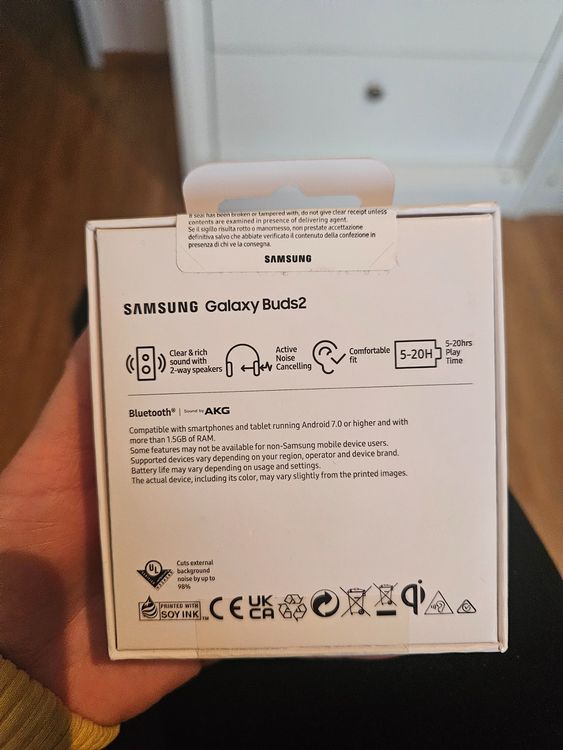 If seal has been broken or tampered with, do not give clear receipt unless
contents are examined in presence of delivering agent.
Se il sigillo risulta rotto o manomesso, non prestate accettazione
definitiva salvo che abbiate verificato il contenuto della confezione in
presenza di chi ve la consegna.
SAMSUNG
SAMSUNG Galaxy Buds2
Clear & rich
sound with
2-way speakers
Active
Noise
Cancelling
Comfortable
fit
5-20H
5-20hrs
Play
Time
Bluetooth® | Sound by AKG
Compatible with smartphones and tablet running Android 7.0 or higher and with
more than 1.5GB of RAM.
Some features may not be available for non-Samsung mobile device users.
Supported devices vary depending on your region, operator and device brand.
Battery life may vary depending on usage and settings.
The actual device, including its color, may vary slightly from the printed images.
UL
Cuts external
background
noise by up to
98%
PRINTED WITH
SOY INK™
CE
UK
CA
qi